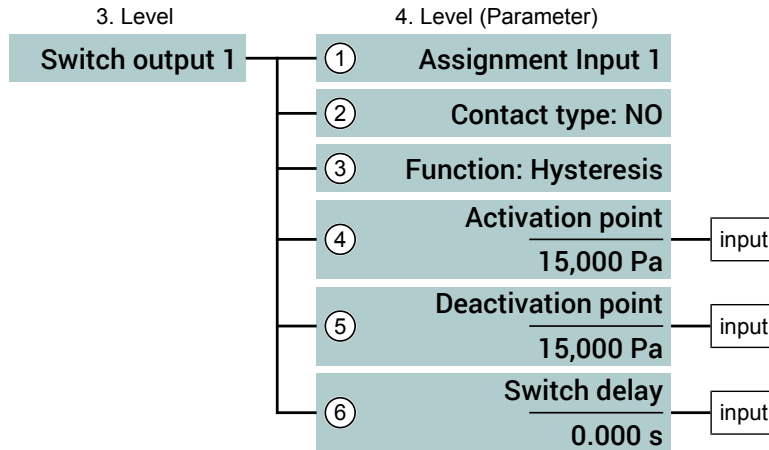 3. Level
4. Level (Parameter)
Switch output 1
1 Assignment Input 1
2 Contact type: NO
3 Function: Hysteresis
4 Activation point
15,000 Pa
input
5 Deactivation point
15,000 Pa
input
6 Switch delay
0.000 s
input